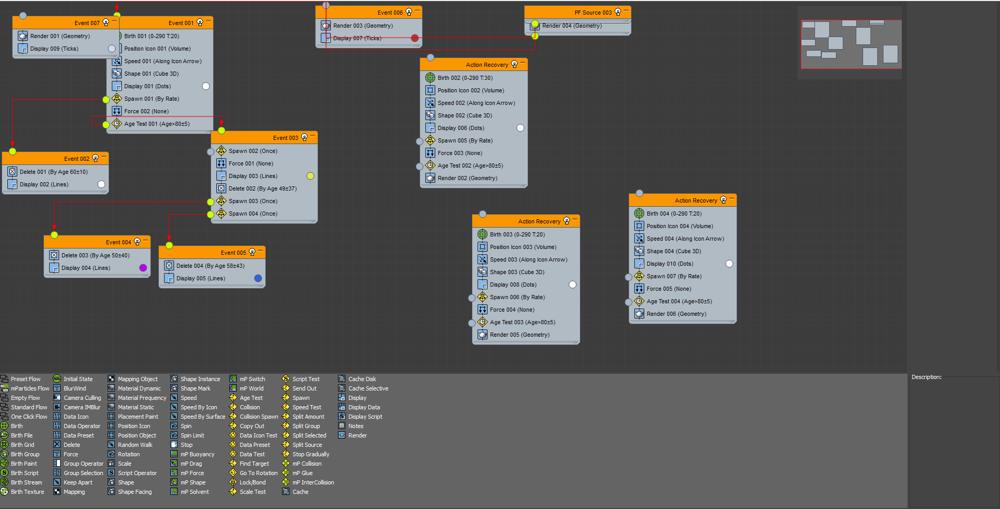 Event 007
Render 001 (Geometry)
Display 009 (Ticks)
Event 001
Birth 001 (0-290 T:20)
Position Icon 001 (Volume)
Speed 001 (Along Icon Arrow)
Shape 001 (Cube 3D)
Display 001 (Dots)
Spawn 001 (By Rate)
Force 002 (None)
Age Test 001 (Age>80±5)
Event 002
Delete 001 (By Age 60±10)
Display 002 (Lines)
Event 003
Spawn 002 (Once)
Force 001 (None)
Display 003 (Lines)
Delete 002 (By Age 49±37)
Spawn 003 (Once)
Spawn 004 (Once)
Event 004
Delete 003 (By Age 50±40)
Display 004 (Lines)
Event 005
Delete 004 (By Age 58±43)
Display 005 (Lines)
Event 006
Render 003 (Geometry)
Display 007 (Ticks)
PF Source 003
Render 004 (Geometry)
Action Recovery
Birth 002 (0-290 T:30)
Position Icon 002 (Volume)
Speed 002 (Along Icon Arrow)
Shape 002 (Cube 3D)
Display 006 (Dots)
Spawn 005 (By Rate)
Force 003 (None)
Age Test 002 (Age>80±5)
Render 002 (Geometry)
Action Recovery
Birth 003 (0-290 T:20)
Position Icon 003 (Volume)
Speed 003 (Along Icon Arrow)
Shape 003 (Cube 3D)
Display 008 (Dots)
Spawn 006 (By Rate)
Force 004 (None)
Age Test 003 (Age>80±5)
Render 005 (Geometry)
Action Recovery
Birth 004 (0-290 T:20)
Position Icon 004 (Volume)
Speed 004 (Along Icon Arrow)
Shape 004 (Cube 3D)
Display 010 (Dots)
Spawn 007 (By Rate)
Force 005 (None)
Age Test 004 (Age>80±5)
Render 006 (Geometry)
Preset Flow
mParticles Flow
Empty Flow
Standard Flow
One Click Flow
Birth
Birth File
Birth Grid
Birth Group
Birth Paint
Birth Script
Birth Stream
Birth Texture
Initial State
BlurWind
Camera Culling
Camera IMBlur
Data Icon
Data Operator
Data Preset
Delete
Force
Group Operator
Group Selection
Keep Apart
Mapping
Mapping Object
Material Dynamic
Material Frequency
Material Static
Placement Paint
Position Icon
Position Object
Random Walk
Rotation
Scale
Script Operator
Shape
Shape Facing
Shape Instance
Shape Mark
Speed
Speed By Icon
Speed By Surface
Spin
Spin Limit
Stop
mP Buoyancy
mP Drag
mP Force
mP Shape
mP Solvent
mP Switch
mP World
Age Test
Collision
Collision Spawn
Copy Out
Data Icon Test
Data Preset
Data Test
Find Target
Go To Rotation
Lock/Bond
Scale Test
Script Test
Send Out
Spawn
Speed Test
Split Amount
Split Group
Split Selected
Split Source
Stop Gradually
mP Collision
mP Glue
mP InterCollision
Cache
Cache Disk
Cache Selective
Display
Display Data
Display Script
Notes
Render
Description: